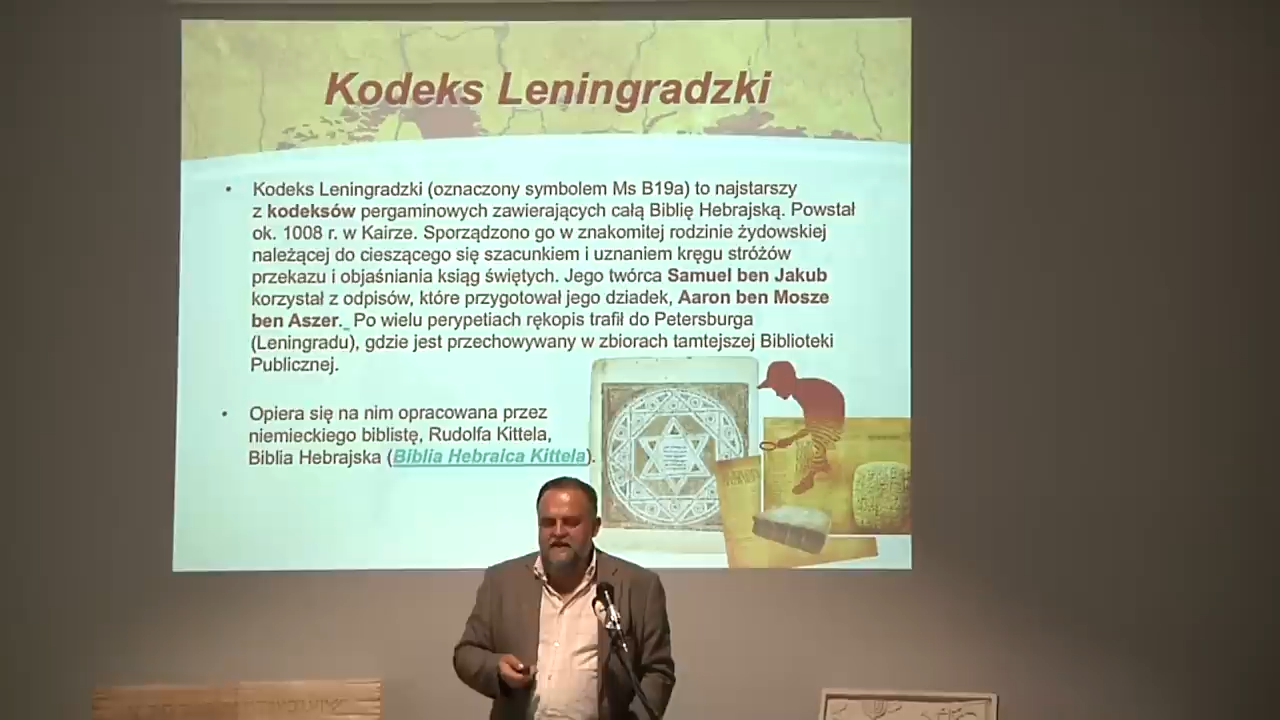 Kodeks Leningradzki
• Kodeks Leningradzki (oznaczony symbolem Ms B19a) to najstarszy
z kodeksów pergaminowych zawierających całą Biblię Hebrajską. Powstał
ok. 1008 r. w Kairze. Sporządzono go w znakomitej rodzinie żydowskiej
należącej do cieszącego się szacunkiem i uznaniem kręgu stróżów
przekazu i objaśniania ksiąg świętych. Jego twórca Samuel ben Jakub
korzystał z odpisów, które przygotował jego dziadek, Aaron ben Mosze
ben Aszer. Po wielu perypetiach rękopis trafił do Petersburga
(Leningradu), gdzie jest przechowywany w zbiorach tamtejszej Biblioteki
Publicznej.
• Opiera się na nim opracowana przez
niemieckiego biblistę, Rudolfa Kittela,
Biblia Hebrajska (Biblia Hebraica Kittela).